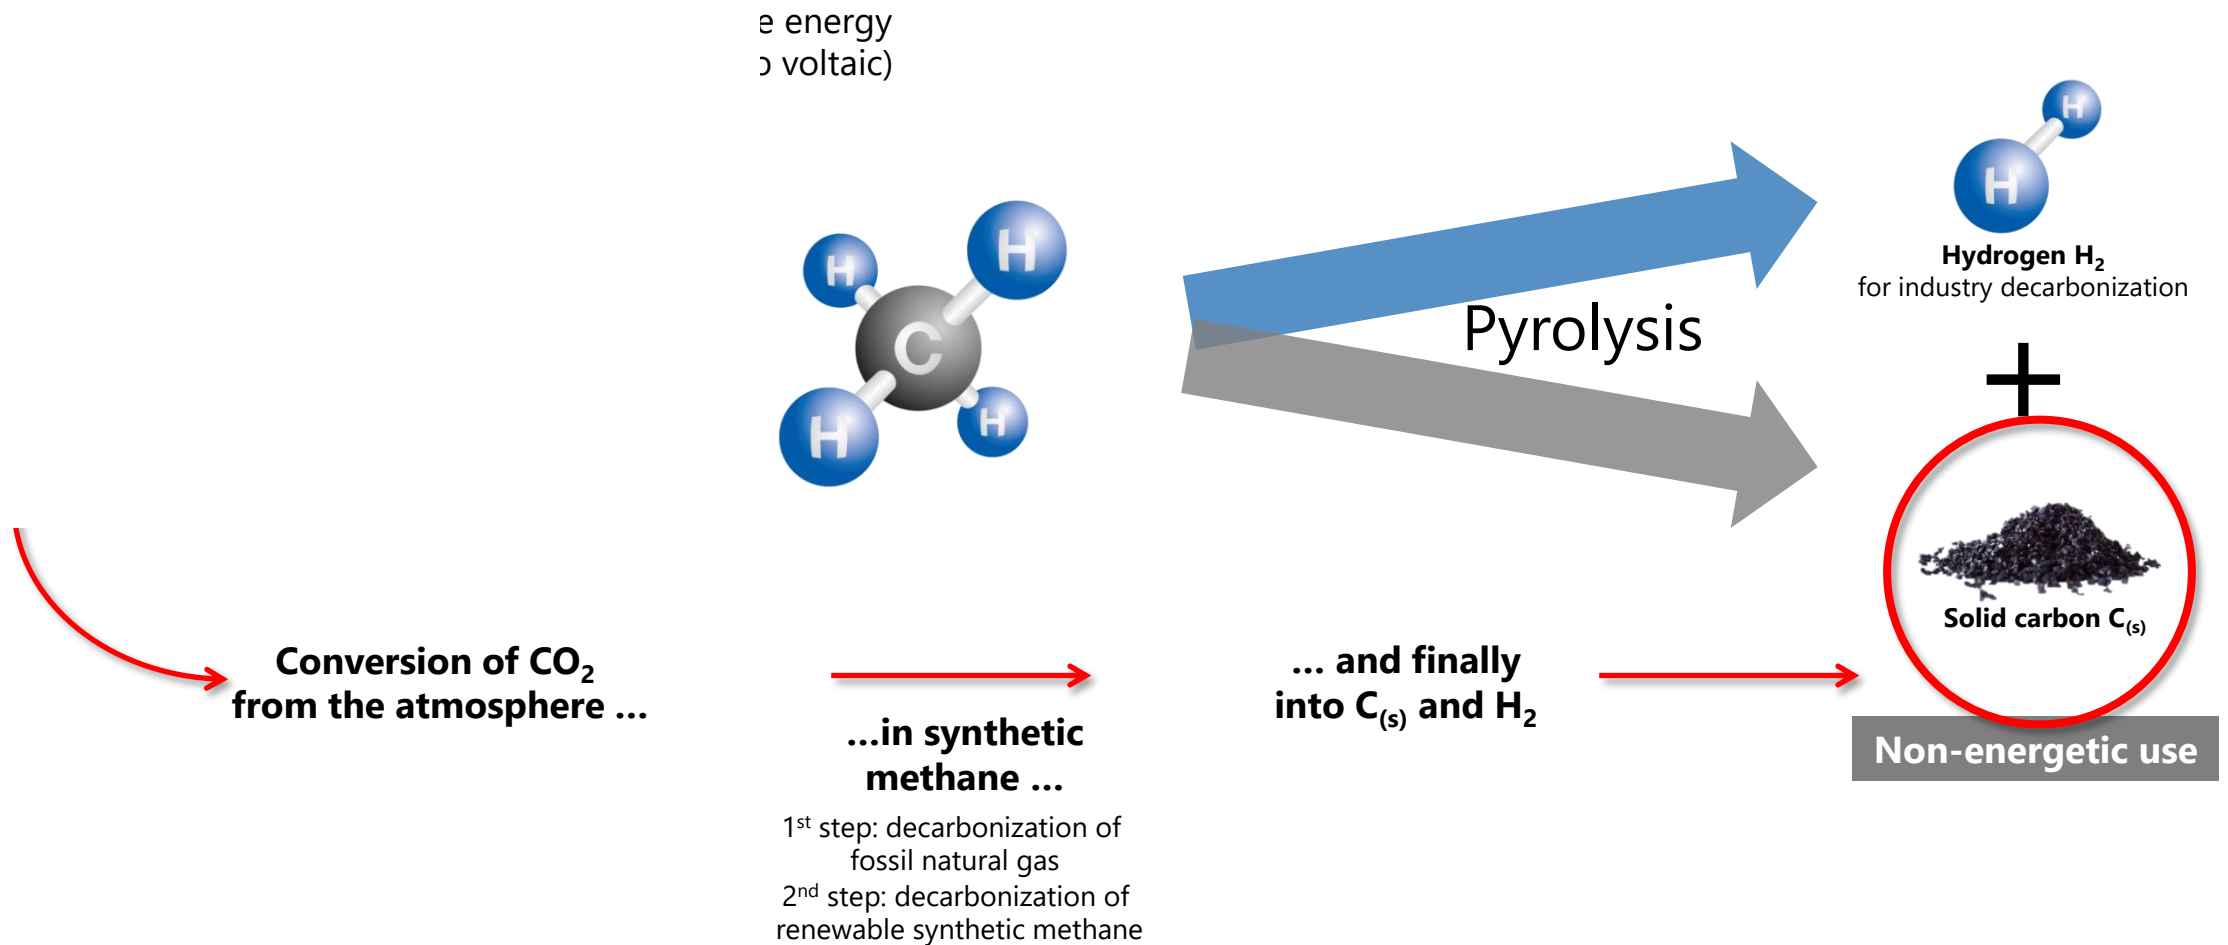 e energy
voltaic)
H
H
H
C
H
H
H
Hydrogen H₂
for industry decarbonization
Pyrolysis
+
Solid carbon C₍ₛ₎
Non-energetic use
Conversion of CO₂
from the atmosphere ...
...in synthetic
methane ...
1ˢᵗ step: decarbonization of
fossil natural gas
2ⁿᵈ step: decarbonization of
renewable synthetic methane
... and finally
into C₍ₛ₎ and H₂